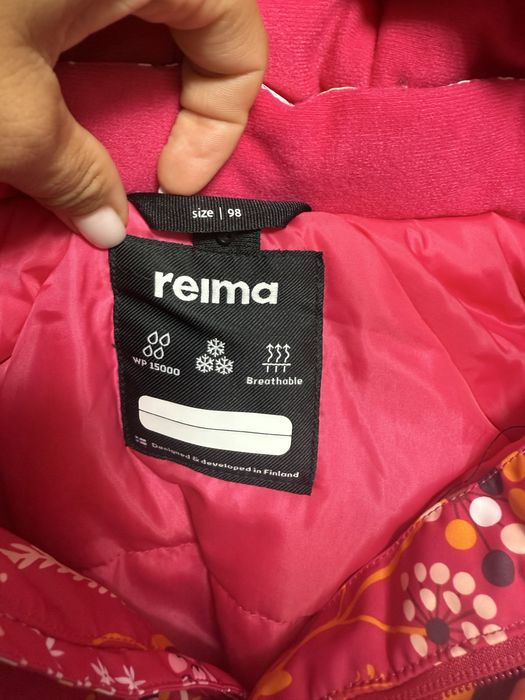 size | 98
reima
WP 15000
Breathable
Designed & developed in Finland